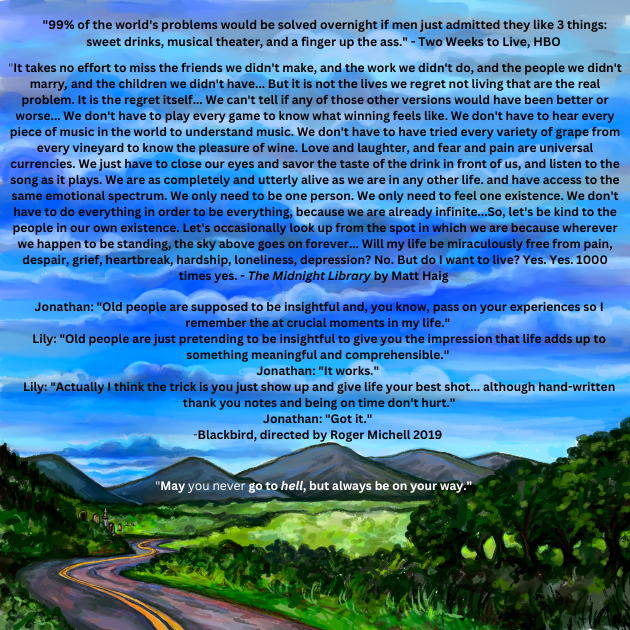 "99% of the world's problems would be solved overnight if men just admitted they like 3 things:
sweet drinks, musical theater, and a finger up the ass." - Two Weeks to Live, HBO
"It takes no effort to miss the friends we didn't make, and the work we didn't do, and the people we didn't
marry, and the children we didn't have... But it is not the lives we regret not living that are the real
problem. It is the regret itself... We can't tell if any of those other versions would have been better or
worse... We don't have to play every game to know what winning feels like. We don't have to hear every
piece of music in the world to understand music. We don't have to have tried every variety of grape from
every vineyard to know the pleasure of wine. Love and laughter, and fear and pain are universal
currencies. We just have to close our eyes and savor the taste of the drink in front of us, and listen to the
song as it plays. We are as completely and utterly alive as we are in any other life. and have access to the
same emotional spectrum. We only need to be one person. We only need to feel one existence. We don't
have to do everything in order to be everything, because we are already infinite...So, let's be kind to the
people in our own existence. Let's occasionally look up from the spot in which we are because wherever
we happen to be standing, the sky above goes on forever... Will my life be miraculously free from pain,
despair, grief, heartbreak, hardship, loneliness, depression? No. But do I want to live? Yes. Yes. 1000
times yes. - The Midnight Library by Matt Haig
Jonathan: "Old people are supposed to be insightful and, you know, pass on your experiences so I
remember the at crucial moments in my life."
Lily: "Old people are just pretending to be insightful to give you the impression that life adds up to
something meaningful and comprehensible."
Jonathan: "It works."
Lily: "Actually I think the trick is you just show up and give life your best shot... although hand-written
thank you notes and being on time don't hurt."
Jonathan: "Got it."
-Blackbird, directed by Roger Michell 2019
"May you never go to hell, but always be on your way."